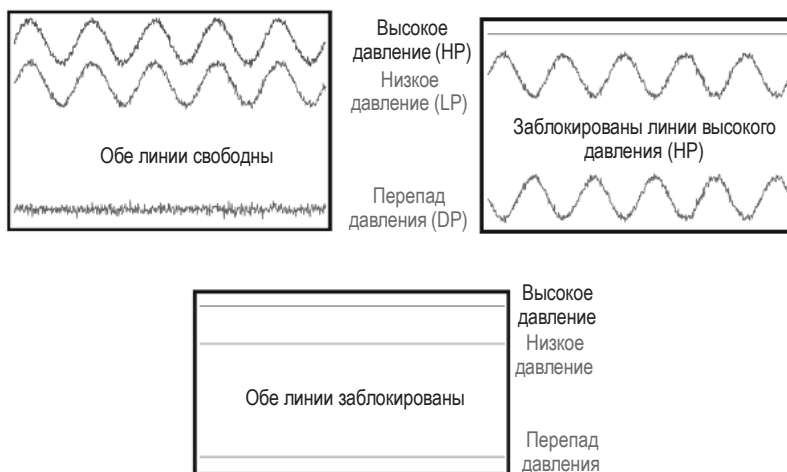 Высокое
давление (HP)
Низкое
давление (LP)
Обе линии свободны
Перепад
давления (DP)
Заблокированы линии высокого
давления (HP)
Высокое
давление
Низкое
давление
Обе линии заблокированы
Перепад
давления